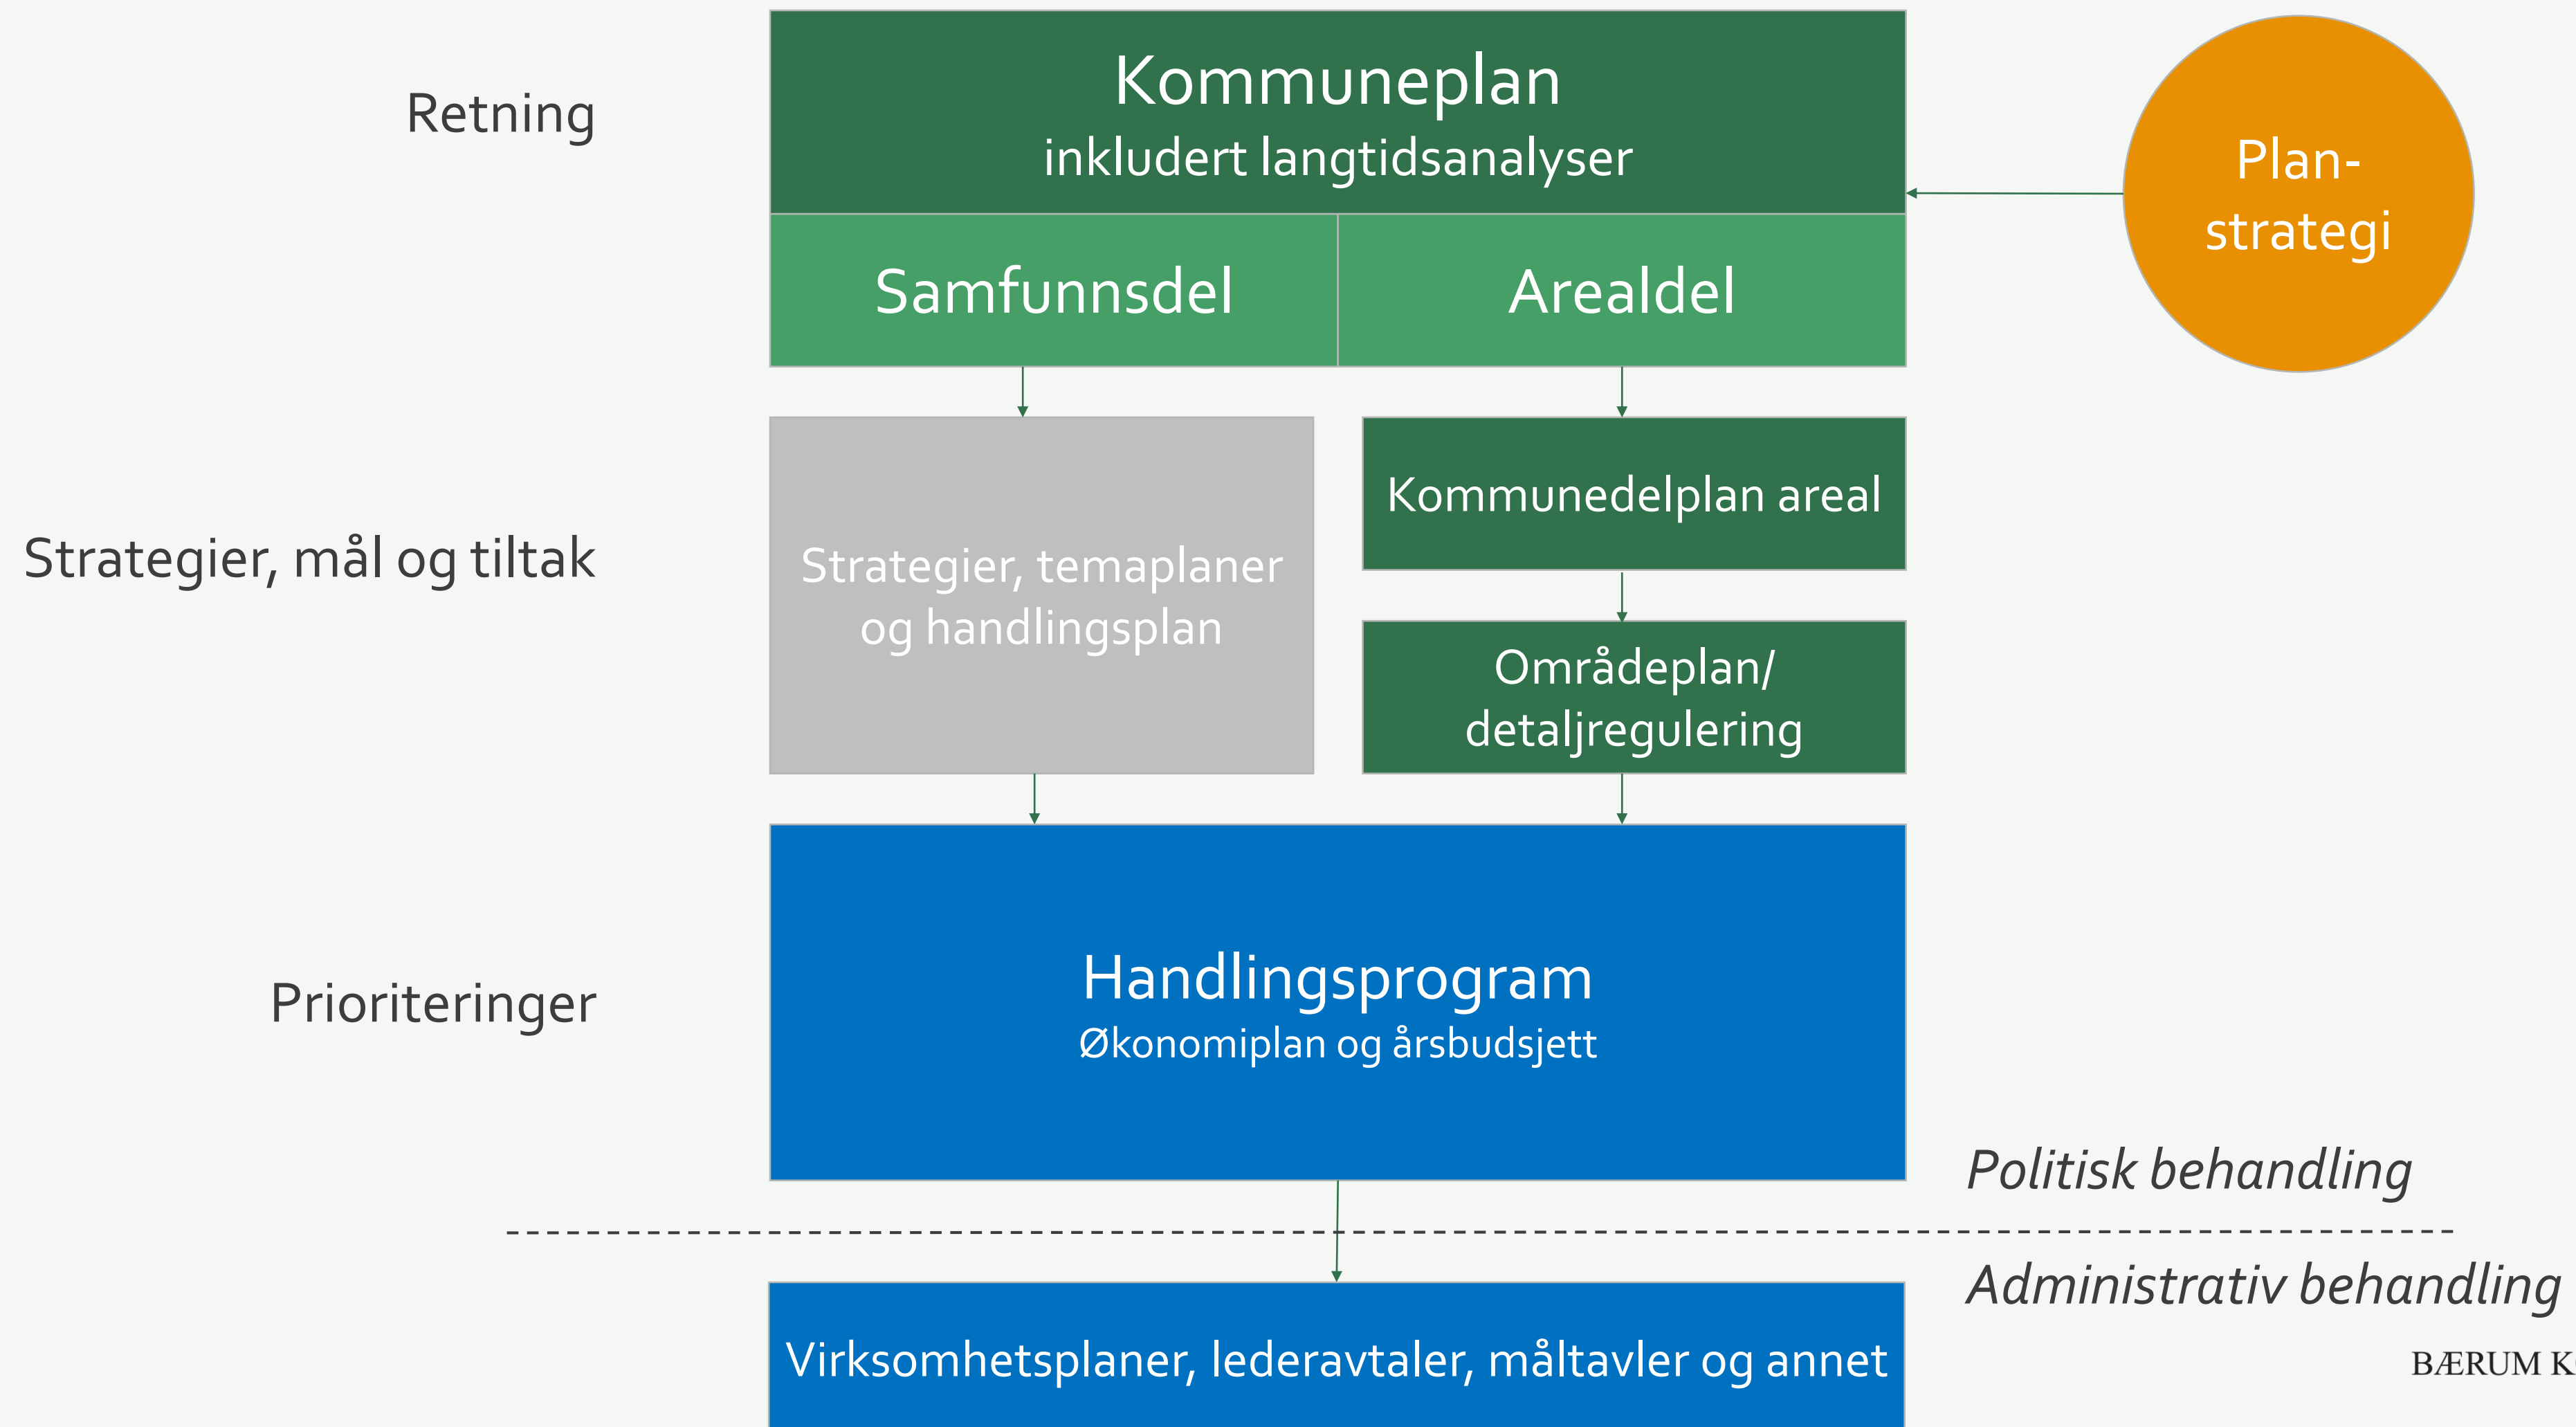 Retning
Kommuneplan
inkludert langtidsanalyser
Plan-
strategi
Samfunnsdel
Arealdel
Strategier, mål og tiltak
Strategier, temaplaner
og handlingsplan
Kommunedelplan areal
Områdeplan/
detaljregulering
Prioriteringer
Handlingsprogram
Økonomiplan og årsbudsjett
Politisk behandling
Administrativ behandling
Virksomhetsplaner, lederavtaler, måltavler og annet
BÆRUM